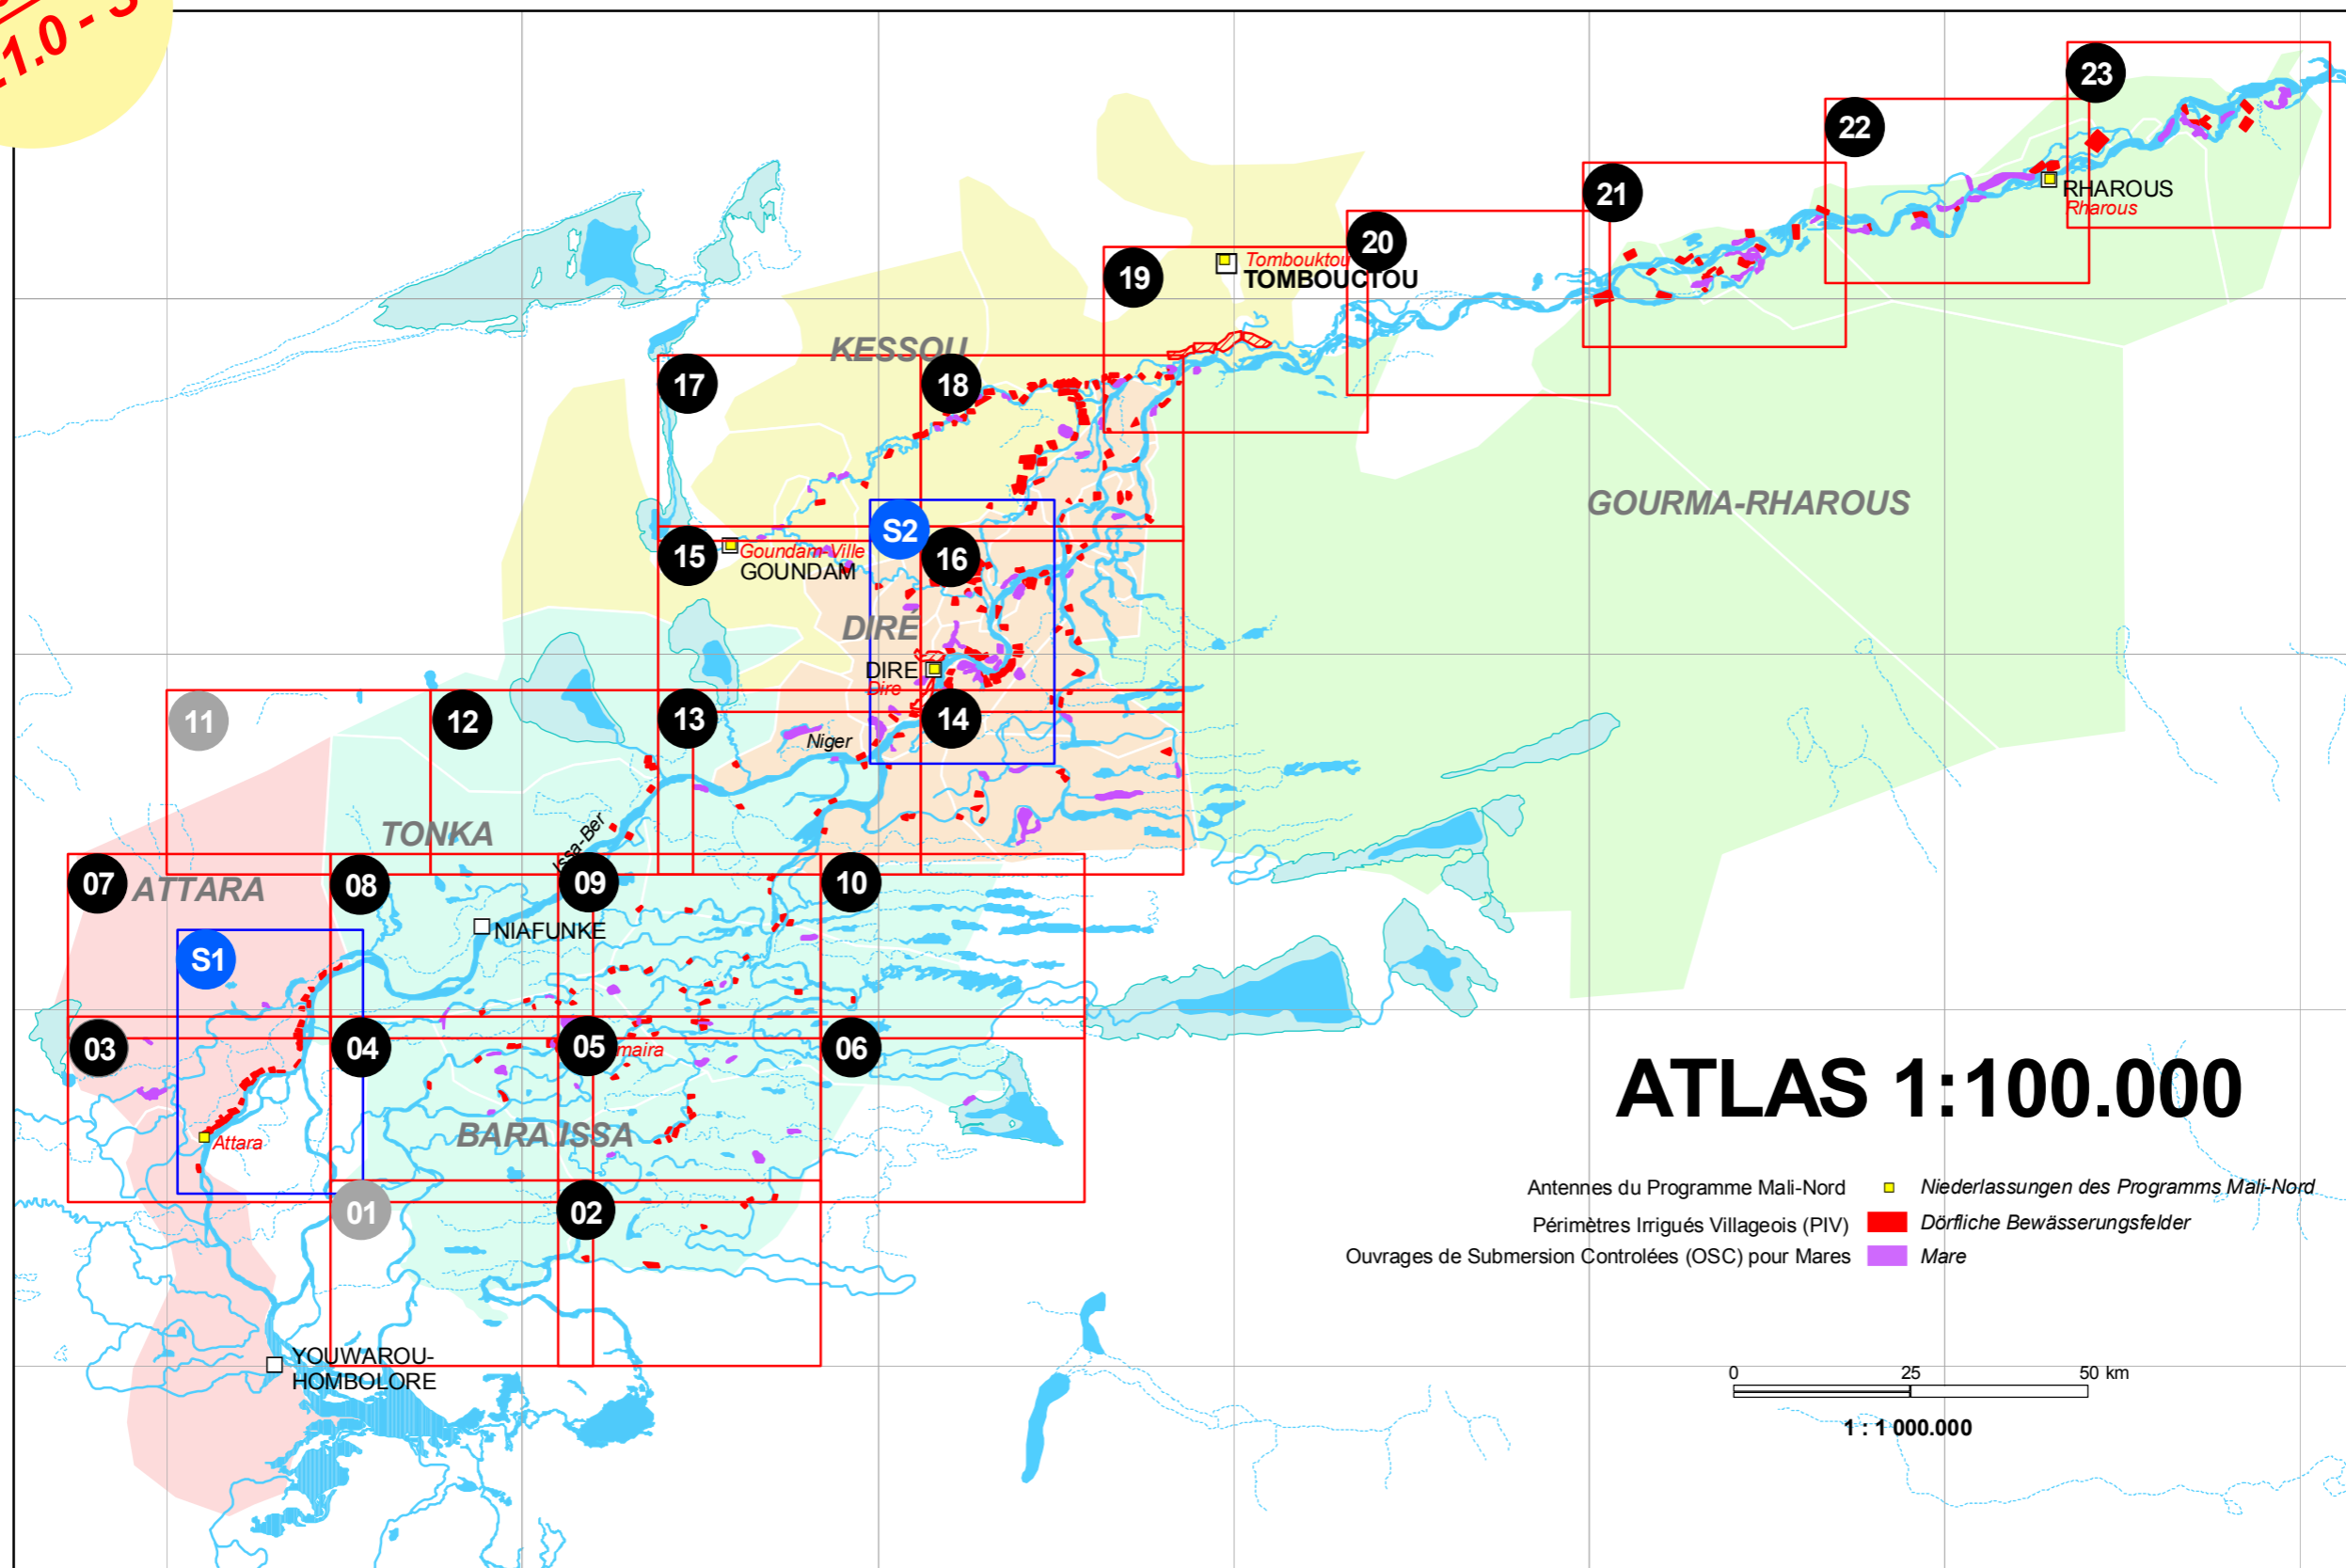 .1.0 - 3
23
22
21
RHAROUS
Rharous
20
19
Tombouktou
TOMBOUCTOU
KESSOU
17
18
GOURMA-RHAROUS
S2
15
Goundam-Ville
GOUNDAM
16
DIRÉ
DIRE
Dire
11
12
13
14
Niger
TONKA
Issa-Ber
07
ATTARA
08
09
10
NIAFUNKE
S1
03
04
05
maira
06
ATLAS 1:100.000
BARA ISSA
Attara
Antennes du Programme Mali-Nord
Niederlassungen des Programms Mali-Nord
01
02
Périmètres Irrigués Villageois (PIV)
Dörfliche Bewässerungsfelder
Ouvrages de Submersion Controlées (OSC) pour Mares
Mare
YOUWAROU-
HOMBOLORE
0 25 50 km
1 : 1 000.000